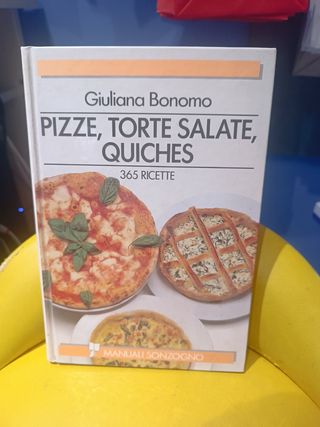 Giuliana Bonomo
PIZZE, TORTE SALATE,
QUICHES
365 RICETTE
MANUALI SONZOGNO